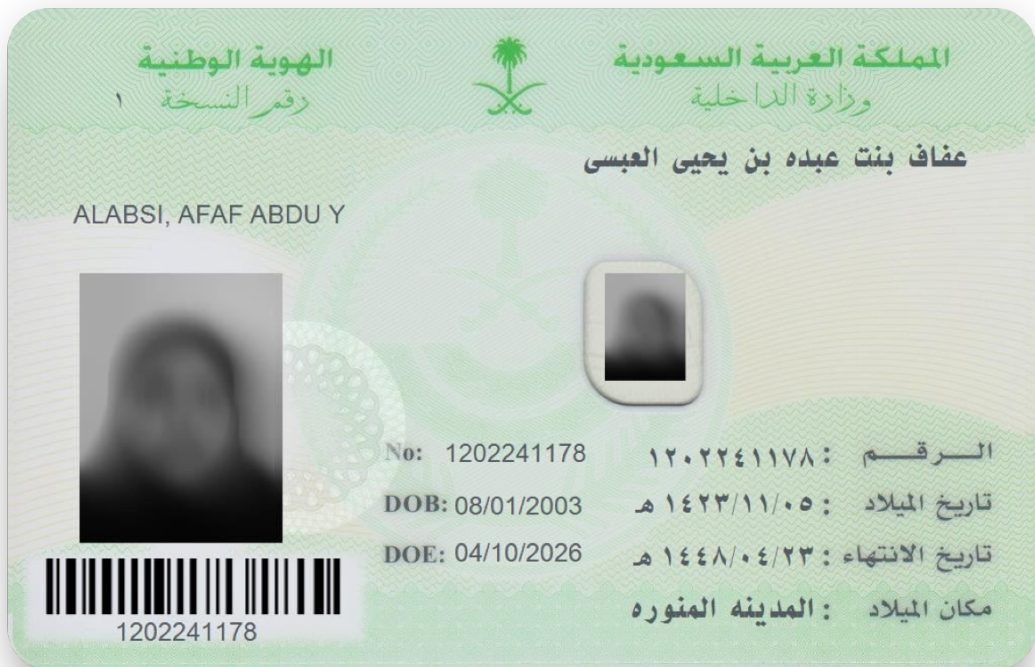 المملكة العربية السعودية
وزارة الداخلية
الهوية الوطنية
رقم النسخة ١
عفاف بنت عبده بن يحيى العبسى
ALABSI, AFAF ABDU Y
الــرقــــم : ١٢٠٢٢٤١١٧٨
No: 1202241178
تاريخ الميلاد : ١٤٢٣/١١/٠٥ هـ
DOB: 08/01/2003
تاريخ الانتهاء : ١٤٤٨/٠٤/٢٣ هـ
DOE: 04/10/2026
مكان الميلاد : المدينه المنوره
1202241178